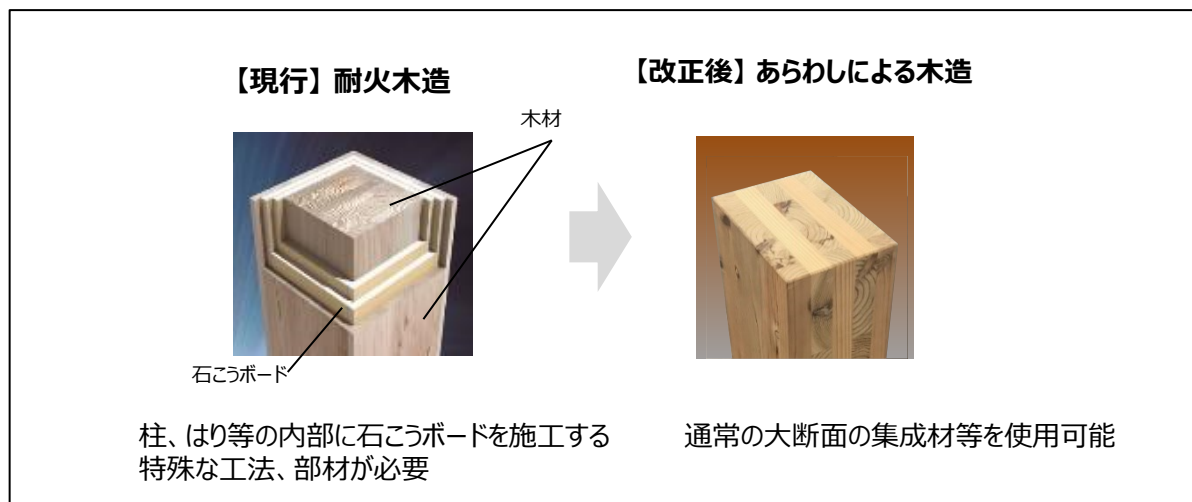 【現行】 耐火木造
【改正後】 あらわしによる木造
木材
石こうボード
柱、はり等の内部に石こうボードを施工する
特殊な工法、部材が必要
通常の大断面の集成材等を使用可能